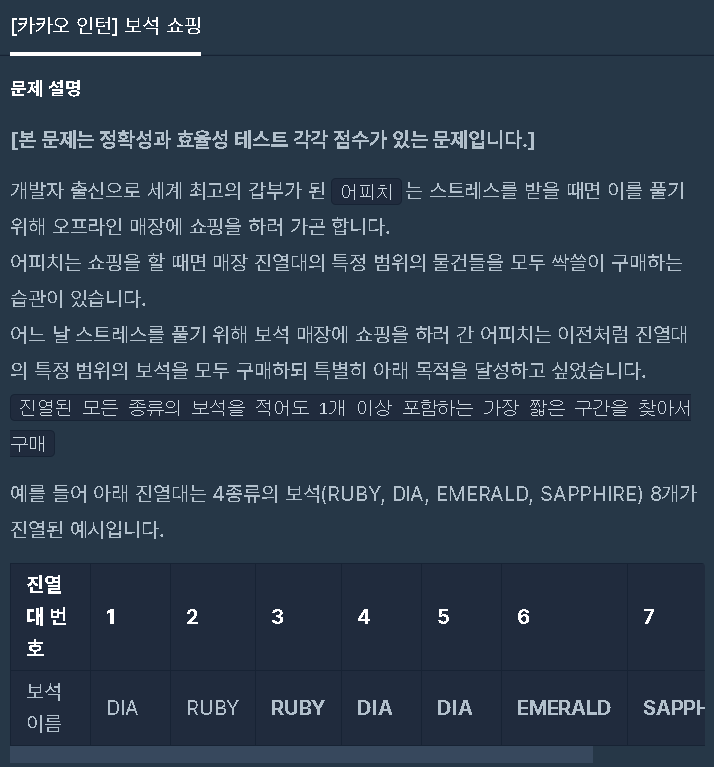 [카카오 인턴] 보석 쇼핑
문제 설명
[본 문제는 정확성과 효율성 테스트 각각 점수가 있는 문제입니다.]
개발자 출신으로 세계 최고의 갑부가 된 어피치 는 스트레스를 받을 때면 이를 풀기
위해 오프라인 매장에 쇼핑을 하러 가곤 합니다.
어피치는 쇼핑을 할 때면 매장 진열대의 특정 범위의 물건들을 모두 싹쓸이 구매하는
습관이 있습니다.
어느 날 스트레스를 풀기 위해 보석 매장에 쇼핑을 하러 간 어피치는 이전처럼 진열대
의 특정 범위의 보석을 모두 구매하되 특별히 아래 목적을 달성하고 싶었습니다.
진열된 모든 종류의 보석을 적어도 1개 이상 포함하는 가장 짧은 구간을 찾아서
구매
예를 들어 아래 진열대는 4종류의 보석(RUBY, DIA, EMERALD, SAPPHIRE) 8개가
진열된 예시입니다.
진열
대 번
호
1 2 3 4 5 6 7
보석
이름
DIA RUBY RUBY DIA DIA EMERALD SAPPH